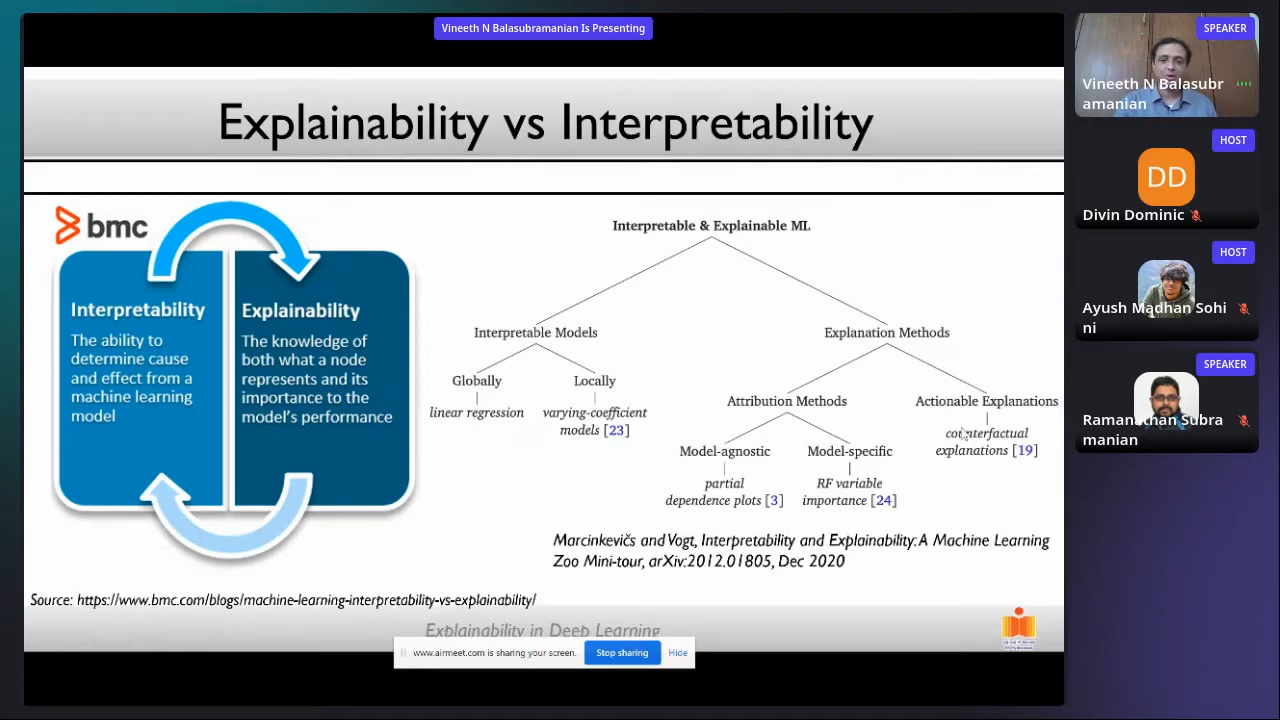 Vineeth N Balasubramanian Is Presenting
Explainability vs Interpretability
bmc
Interpretability
The ability to
determine cause
and effect from a
machine learning
model
Explainability
The knowledge of
both what a node
represents and its
importance to the
model's performance
Interpretable & Explainable ML
Interpretable Models
Explanation Methods
Globally
linear regression
Locally
varying-coefficient
models [23]
Attribution Methods
Actionable Explanations
counterfactual
explanations [19]
Model-agnostic
partial
dependence plots [3]
Model-specific
RF variable
importance [24]
Marcinkevičs and Vogt, Interpretability and Explainability: A Machine Learning
Zoo Mini-tour, arXiv:2012.01805, Dec 2020
Source: https://www.bmc.com/blogs/machine-learning-interpretability-vs-explainability/
Explainability in Deep Learning
www.airmeet.com is sharing your screen.
Stop sharing
Hide
SPEAKER
Vineeth N Balasubr
amanian
HOST
DD
Divin Dominic
HOST
Ayush Madhan Sohi
ni
SPEAKER
Ramanathan Subra
manian